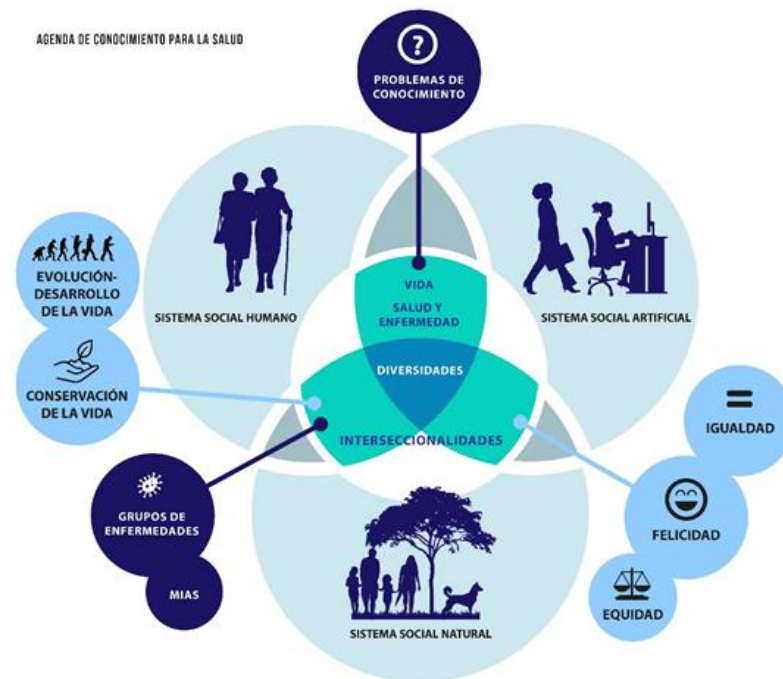 AGENDA DE CONOCIMIENTO PARA LA SALUD
?
PROBLEMAS DE
CONOCIMIENTO
SISTEMA SOCIAL HUMANO
SISTEMA SOCIAL ARTIFICIAL
EVOLUCIÓN-
DESARROLLO
DE LA VIDA
CONSERVACIÓN
DE LA VIDA
VIDA
SALUD Y
ENFERMEDAD
DIVERSIDADES
INTERSECCIONALIDADES
=
IGUALDAD
FELICIDAD
EQUIDAD
GRUPOS DE
ENFERMEDADES
MIAS
SISTEMA SOCIAL NATURAL